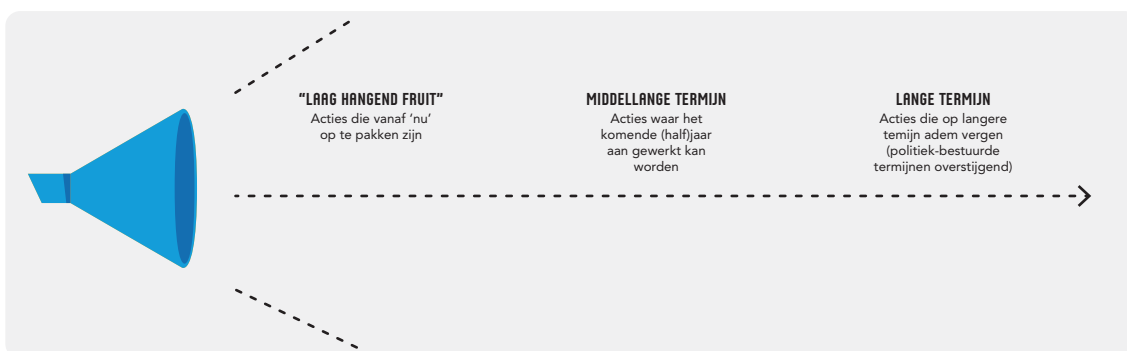 "LAAG HANGEND FRUIT"
Acties die vanaf ‘nu’
op te pakken zijn
MIDDELLANGE TERMIJN
Acties waar het
komende (half)jaar
aan gewerkt kan
worden
LANGE TERMIJN
Acties die op langere
temijn adem vergen
(politiek-bestuurde
termijnen overstijgend)